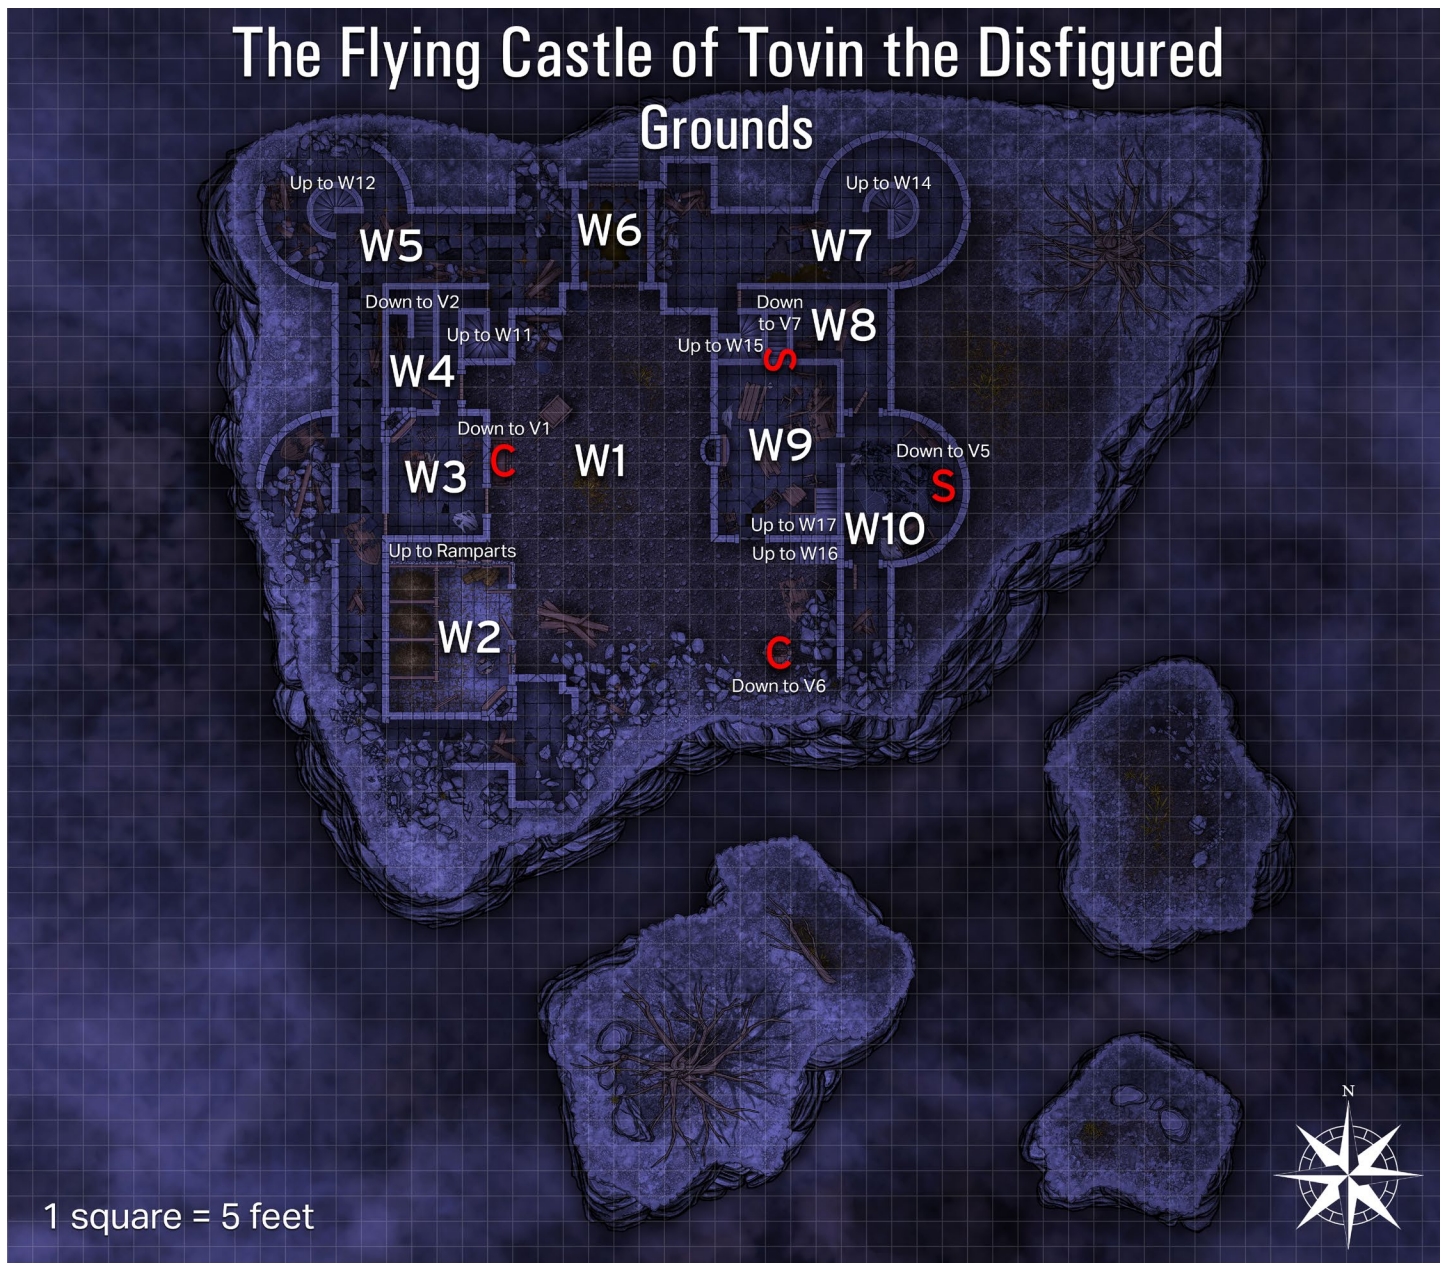 The Flying Castle of Tovin the Disfigured
Grounds
Up to W12
Up to W14
W5
W6
W7
Down to V2
Up to W11
Down
to V7
W8
Up to W15
S
W4
Down to V1
C
W3
W1
W9
Down to V5
S
Up to W17
W10
Up to Ramparts
Up to W16
W2
C
Down to V6
N
1 square = 5 feet